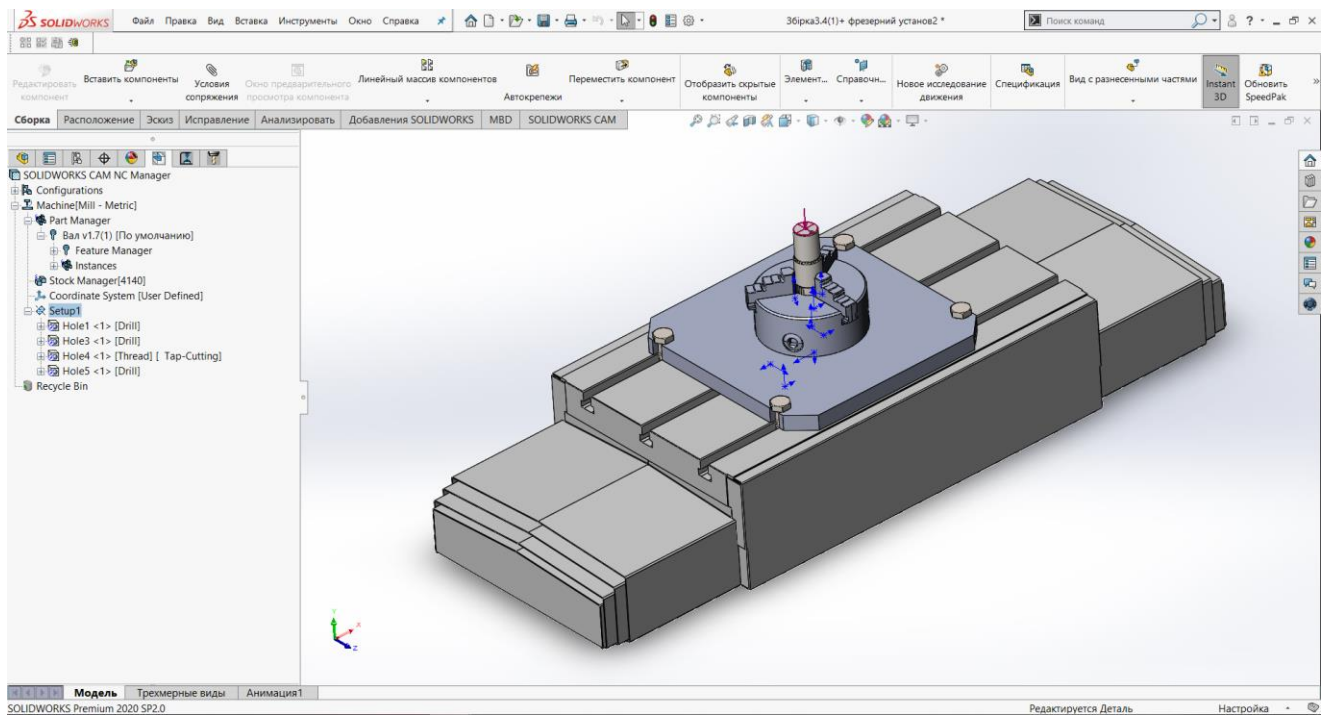 SOLIDWORKS Файл Правка Вид Вставка Инструменты Окно Справка Збірка3.4(1)+ фрезерний установ2 * Поиск команд
Редактировать компонент
Вставить компоненты
Условия сопряжения
Окно предварительного просмотра компонента
Линейный массив компонентов
Автокрепежи
Переместить компонент
Отобразить скрытые компоненты
Элемент...
Справочн...
Новое исследование движения
Спецификация
Вид с разнесенными частями
Instant 3D
Обновить SpeedPak
Сборка Расположение Эскиз Исправление Анализировать Добавления SOLIDWORKS MBD SOLIDWORKS CAM
SOLIDWORKS CAM NC Manager
Configurations
Machine[Mill - Metric]
Part Manager
Вал v1.7(1) [По умолчанию]
Feature Manager
Instances
Stock Manager[4140]
Coordinate System [User Defined]
Setup1
Hole1 <1> [Drill]
Hole3 <1> [Drill]
Hole4 <1> [Thread] [ Tap-Cutting]
Hole5 <1> [Drill]
Recycle Bin
Y
X
Z
Модель Трехмерные виды Анимация1
SOLIDWORKS Premium 2020 SP2.0 Редактируется Деталь Настройка